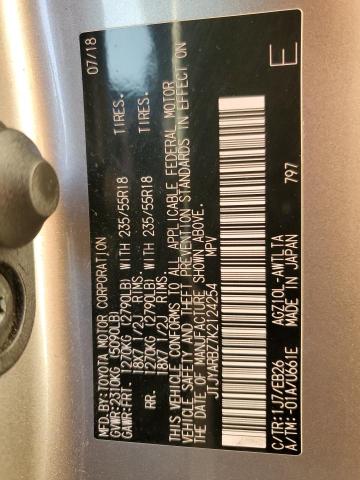 MFD.BY:TOYOTA MOTOR CORPORATION 07/18
GVWR:2310KG (5090LB)
GAWR:FRT. 1270KG (2790LB) WITH 235/55R18 TIRES.
18X7 1/2J RIMS.
RR. 1270KG (2790LB) WITH 235/55R18 TIRES.
18X7 1/2J RIMS.
THIS VEHICLE CONFORMS TO ALL APPLICABLE FEDERAL MOTOR
VEHICLE SAFETY AND THEFT PREVENTION STANDARDS IN EFFECT ON
THE DATE OF MANUFACTURE SHOWN ABOVE.
JTJYARBZ7K2124254 MPV E
C/TR:1J7/EB26 AGZ10L-AWTLTA
A/TM:-01A/U661E MADE IN JAPAN 797